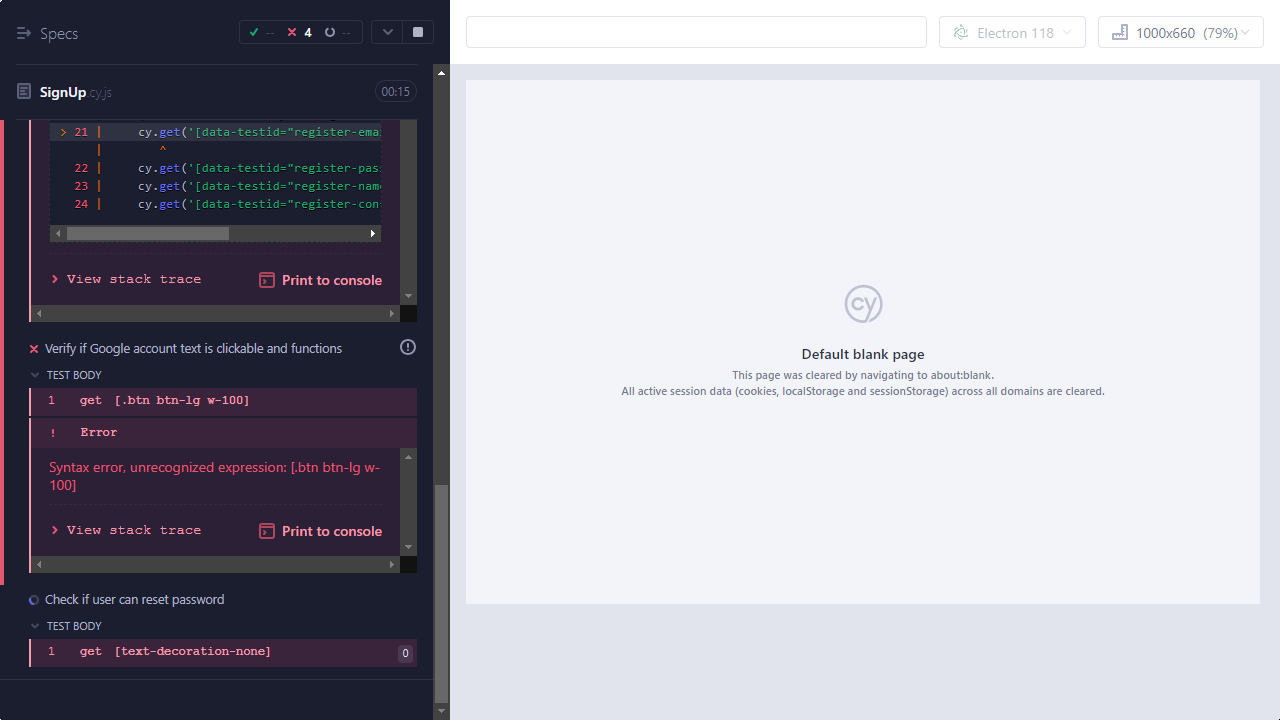 Specs
-- 4 --
SignUp.cy.js
00:15
> 21 | cy.get('[data-testid="register-ema
| ^
22 | cy.get('[data-testid="register-pas
23 | cy.get('[data-testid="register-nam
24 | cy.get('[data-testid="register-con
View stack trace
Print to console
Verify if Google account text is clickable and functions
TEST BODY
1 get [.btn btn-lg w-100]
! Error
Syntax error, unrecognized expression: [.btn btn-lg w-
100]
View stack trace
Print to console
Check if user can reset password
TEST BODY
1 get [text-decoration-none] 0
Electron 118
1000x660 (79%)
cy
Default blank page
This page was cleared by navigating to about:blank.
All active session data (cookies, localStorage and sessionStorage) across all domains are cleared.